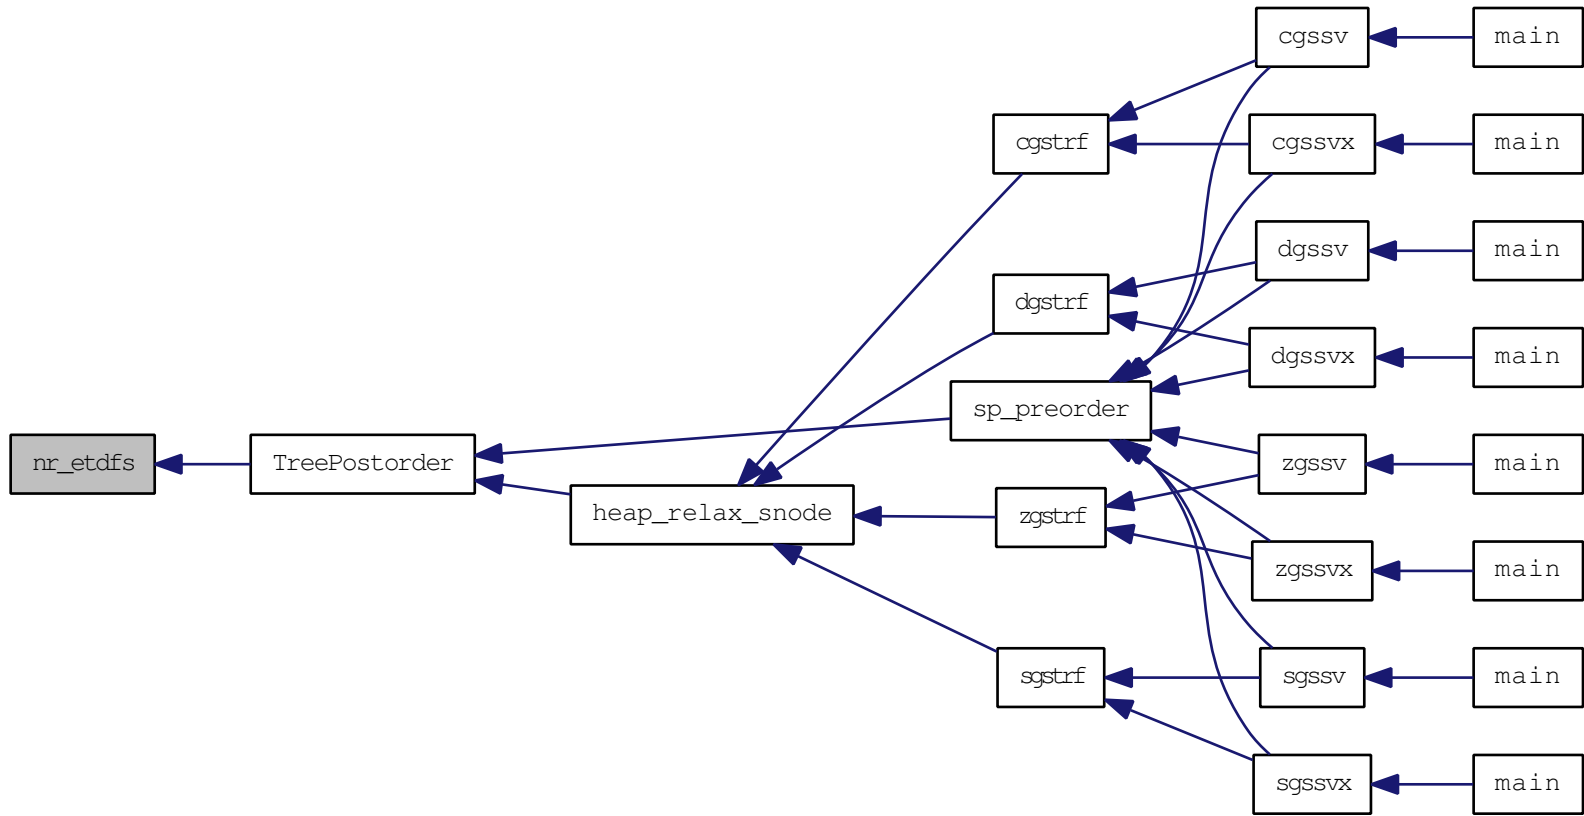 cgssv
main
cgstrf
cgssvx
main
dgssv
main
dgstrf
dgssvx
main
sp_preorder
nr_etdfs
TreePostorder
zgssv
main
heap_relax_snode
zgstrf
zgssvx
main
sgstrf
sgssv
main
sgssvx
main